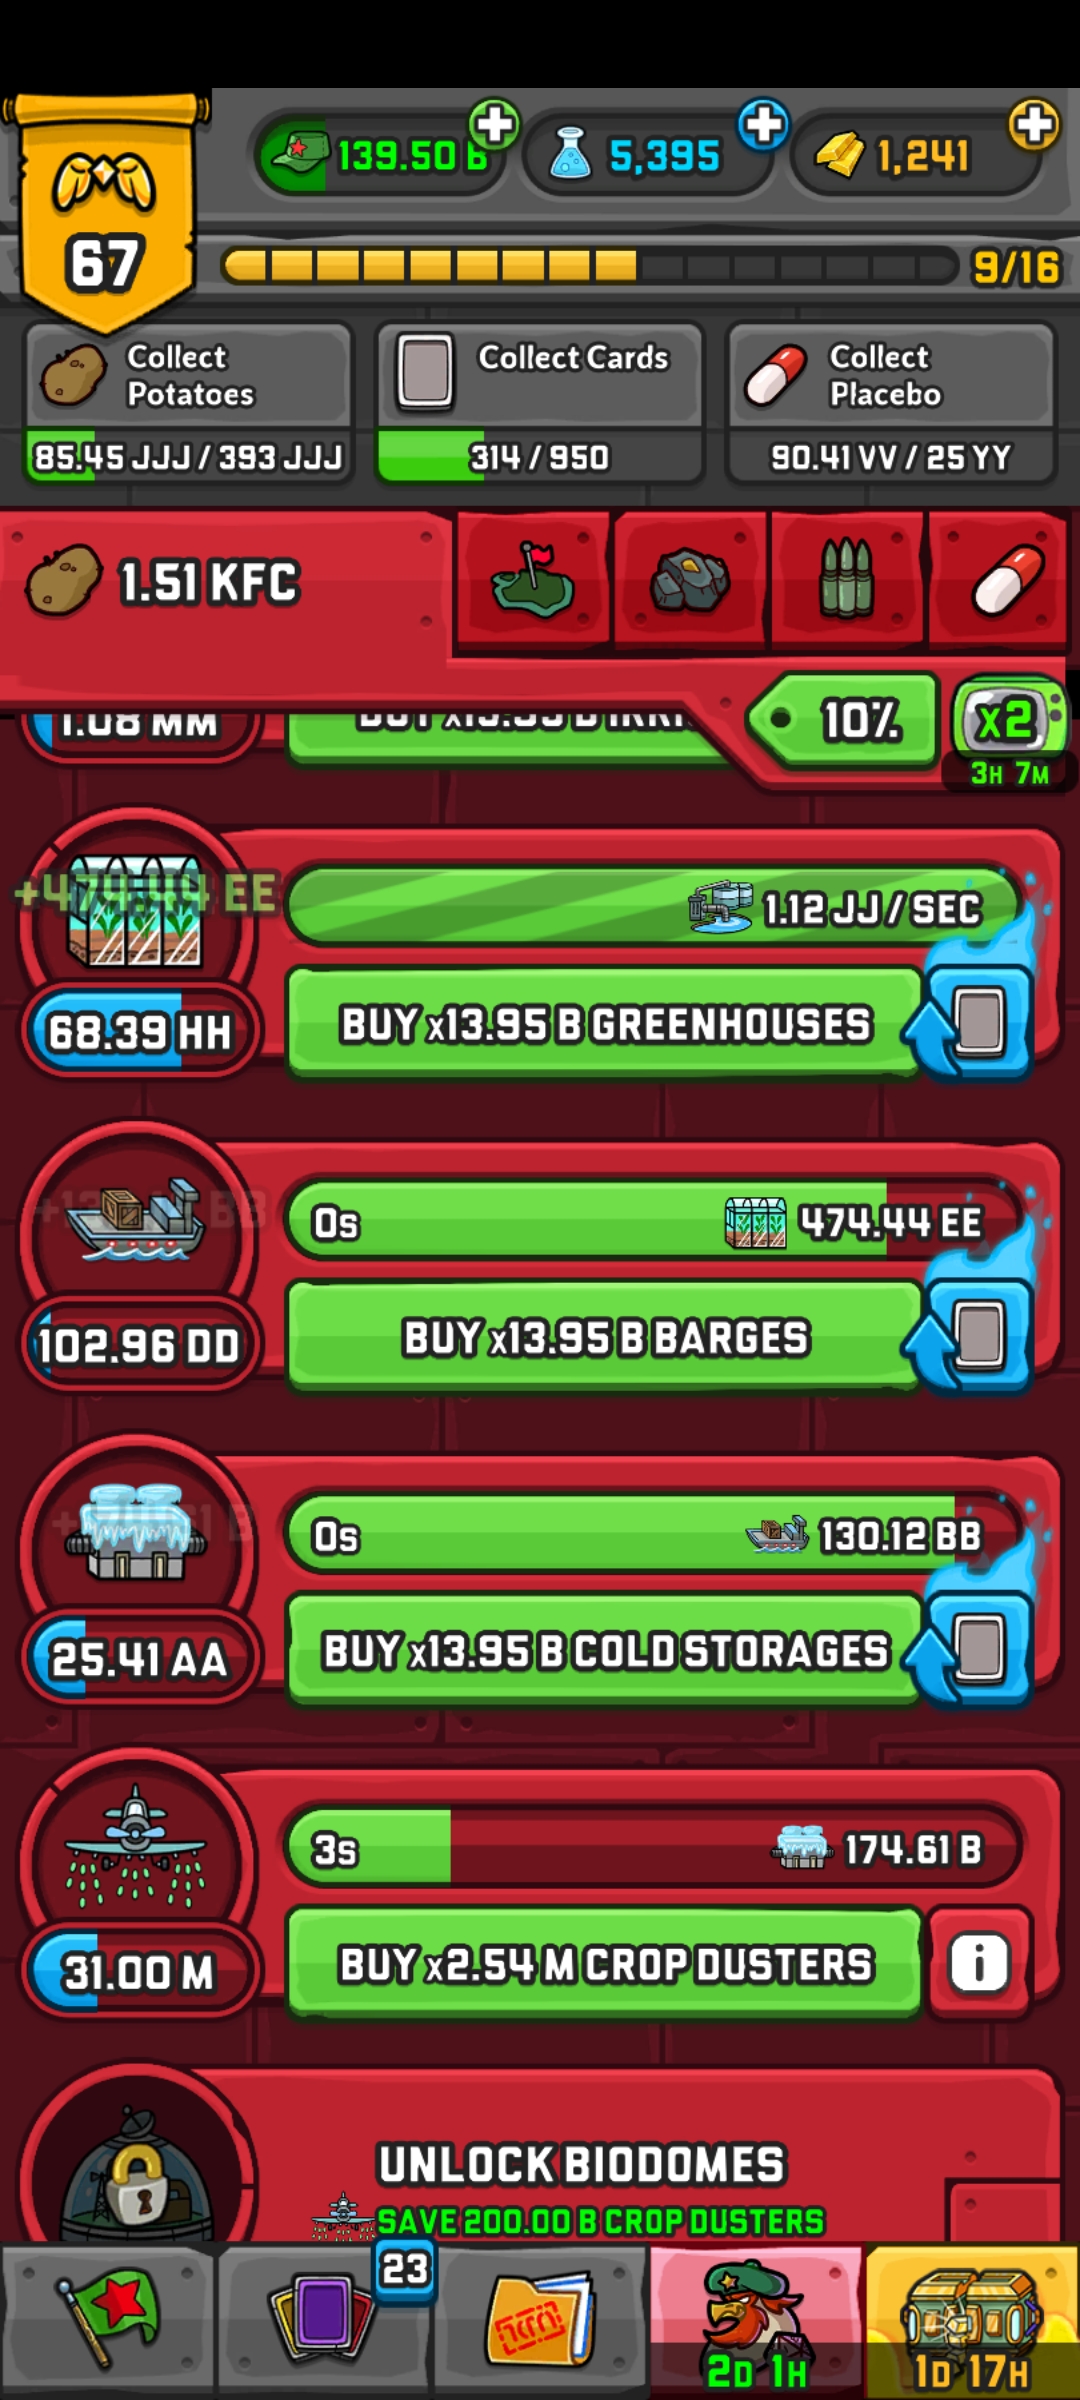 139.50 B
5,395
1,241
67
9/16
Collect
Potatoes
85.45 JJJ / 393 JJJ
Collect Cards
314 / 950
Collect
Placebo
90.41 VV / 25 YY
1.51 KFC
10%
x2
3H 7M
1.08 MM
+474.44 EE
1.12 JJ / SEC
68.39 HH
BUY x13.95 B GREENHOUSES
0s
474.44 EE
102.96 DD
BUY x13.95 B BARGES
0s
130.12 BB
25.41 AA
BUY x13.95 B COLD STORAGES
3s
174.61 B
31.00 M
BUY x2.54 M CROP DUSTERS
i
UNLOCK BIODOMES
SAVE 200.00 B CROP DUSTERS
23
2D 1H
1D 17H